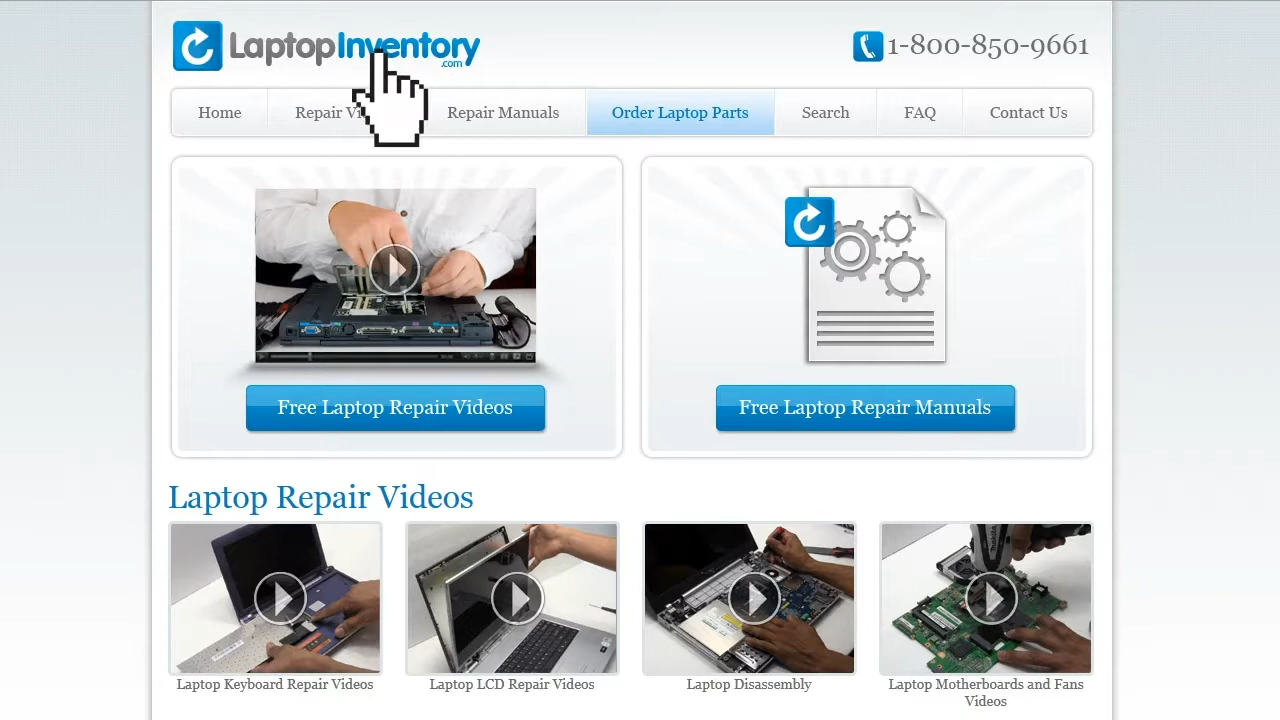 LaptopInventory
.com
1-800-850-9661
Home
Repair
Repair Manuals
Order Laptop Parts
Search
FAQ
Contact Us
Free Laptop Repair Videos
Free Laptop Repair Manuals
Laptop Repair Videos
Laptop Keyboard Repair Videos
Laptop LCD Repair Videos
Laptop Disassembly
Laptop Motherboards and Fans
Videos